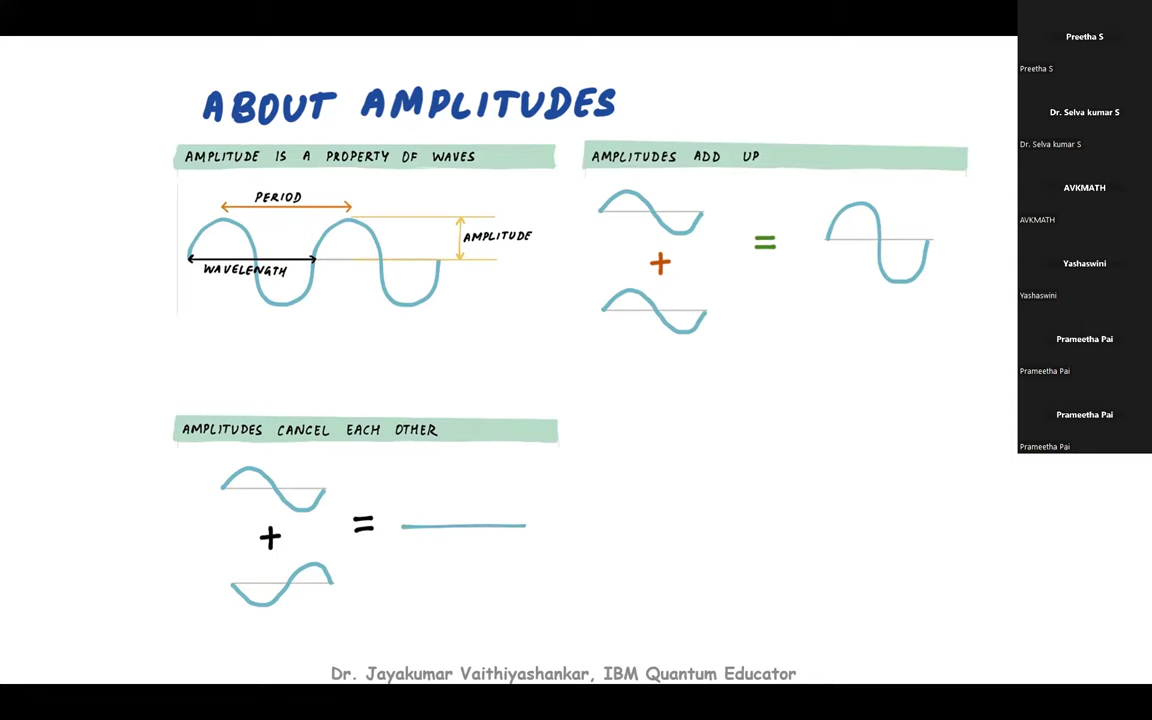 ABOUT AMPLITUDES
AMPLITUDE IS A PROPERTY OF WAVES
PERIOD
AMPLITUDE
WAVELENGTH
AMPLITUDES ADD UP
+
=
AMPLITUDES CANCEL EACH OTHER
+
=
Dr. Jayakumar Vaithiyashankar, IBM Quantum Educator
Preetha S
Preetha S
Dr. Selva kumar S
Dr. Selva kumar S
AVKMATH
AVKMATH
Yashaswini
Yashaswini
Prameetha Pai
Prameetha Pai
Prameetha Pai
Prameetha Pai